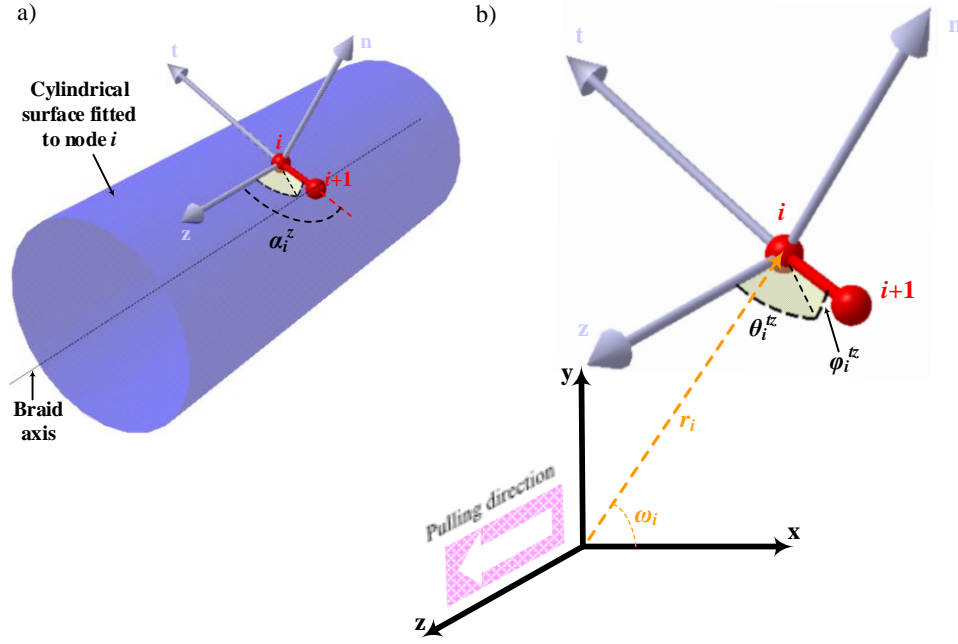 a)
t
n
Cylindrical
surface fitted
to node i
i
i+1
z
α_i^z
Braid
axis
b)
t
n
i
i+1
z
θ_i^tz
φ_i^tz
y
r_i
Pulling direction
ω_i
x
z